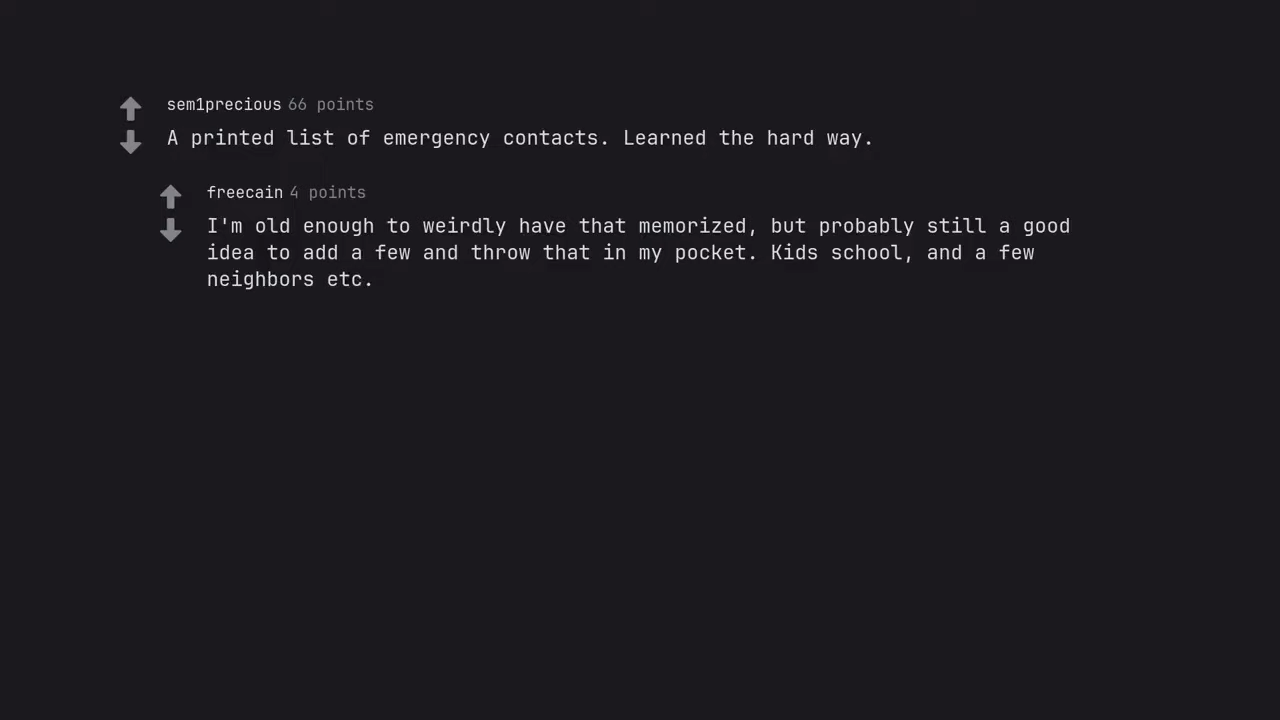 sem1precious 66 points
A printed list of emergency contacts. Learned the hard way.
freecain 4 points
I'm old enough to weirdly have that memorized, but probably still a good
idea to add a few and throw that in my pocket. Kids school, and a few
neighbors etc.